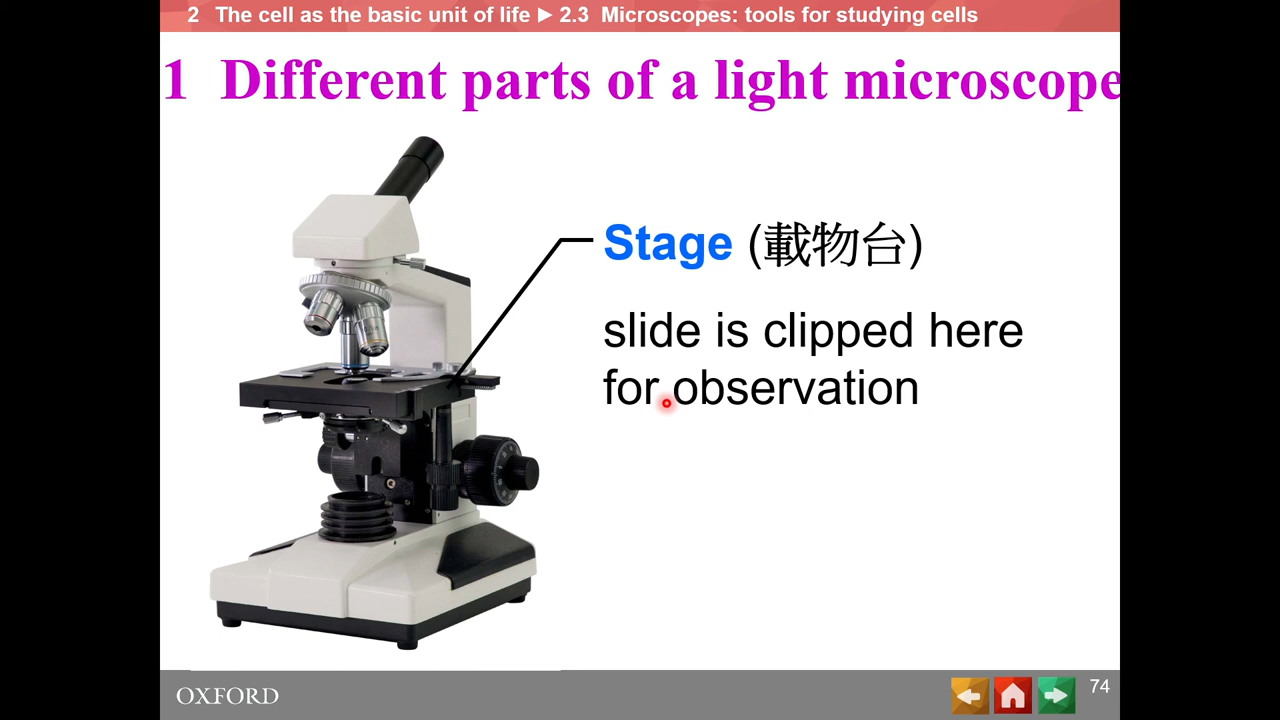 2 The cell as the basic unit of life ► 2.3 Microscopes: tools for studying cells
1 Different parts of a light microscope
Stage (載物台)
slide is clipped here
for observation
OXFORD
74